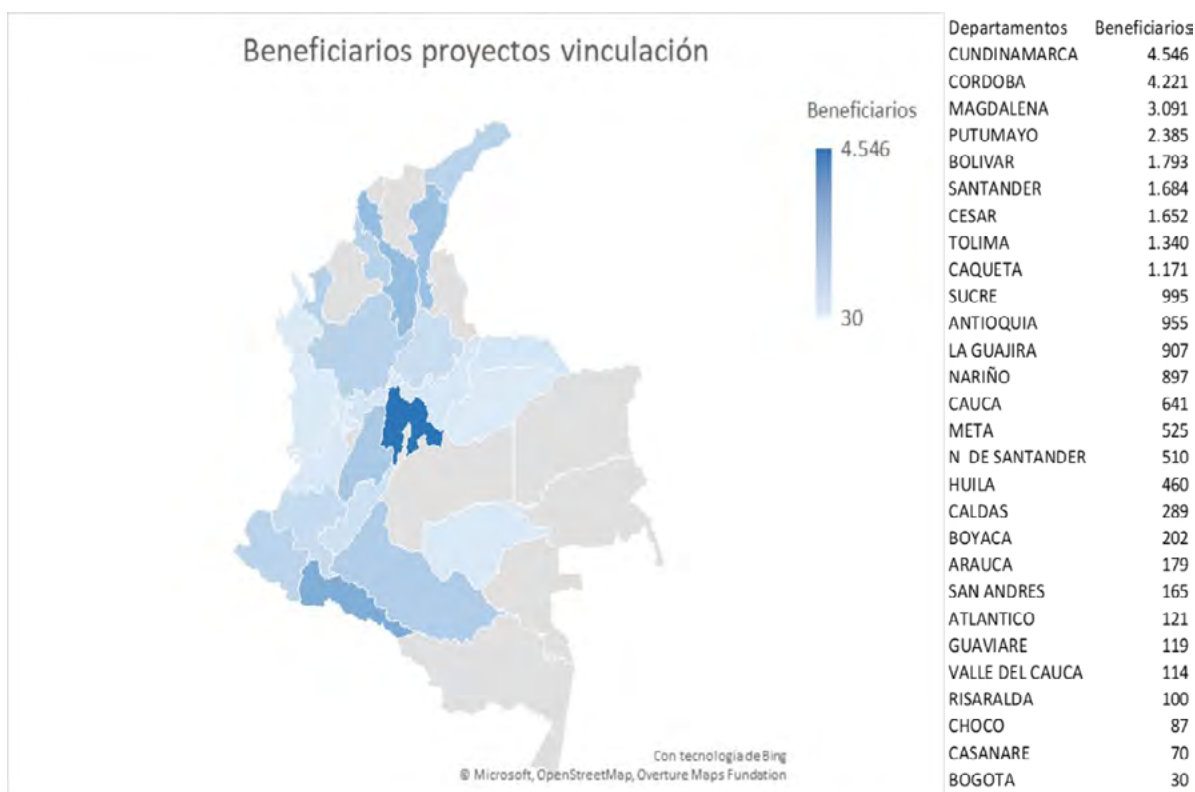 Beneficiarios proyectos vinculación
Beneficiarios
4.546
30
Con tecnología de Bing
© Microsoft, OpenStreetMap, Overture Maps Fundation
Departamentos Beneficiarios
CUNDINAMARCA 4.546
CORDOBA 4.221
MAGDALENA 3.091
PUTUMAYO 2.385
BOLIVAR 1.793
SANTANDER 1.684
CESAR 1.652
TOLIMA 1.340
CAQUETA 1.171
SUCRE 995
ANTIOQUIA 955
LA GUAJIRA 907
NARIÑO 897
CAUCA 641
META 525
N DE SANTANDER 510
HUILA 460
CALDAS 289
BOYACA 202
ARAUCA 179
SAN ANDRES 165
ATLANTICO 121
GUAVIARE 119
VALLE DEL CAUCA 114
RISARALDA 100
CHOCO 87
CASANARE 70
BOGOTA 30